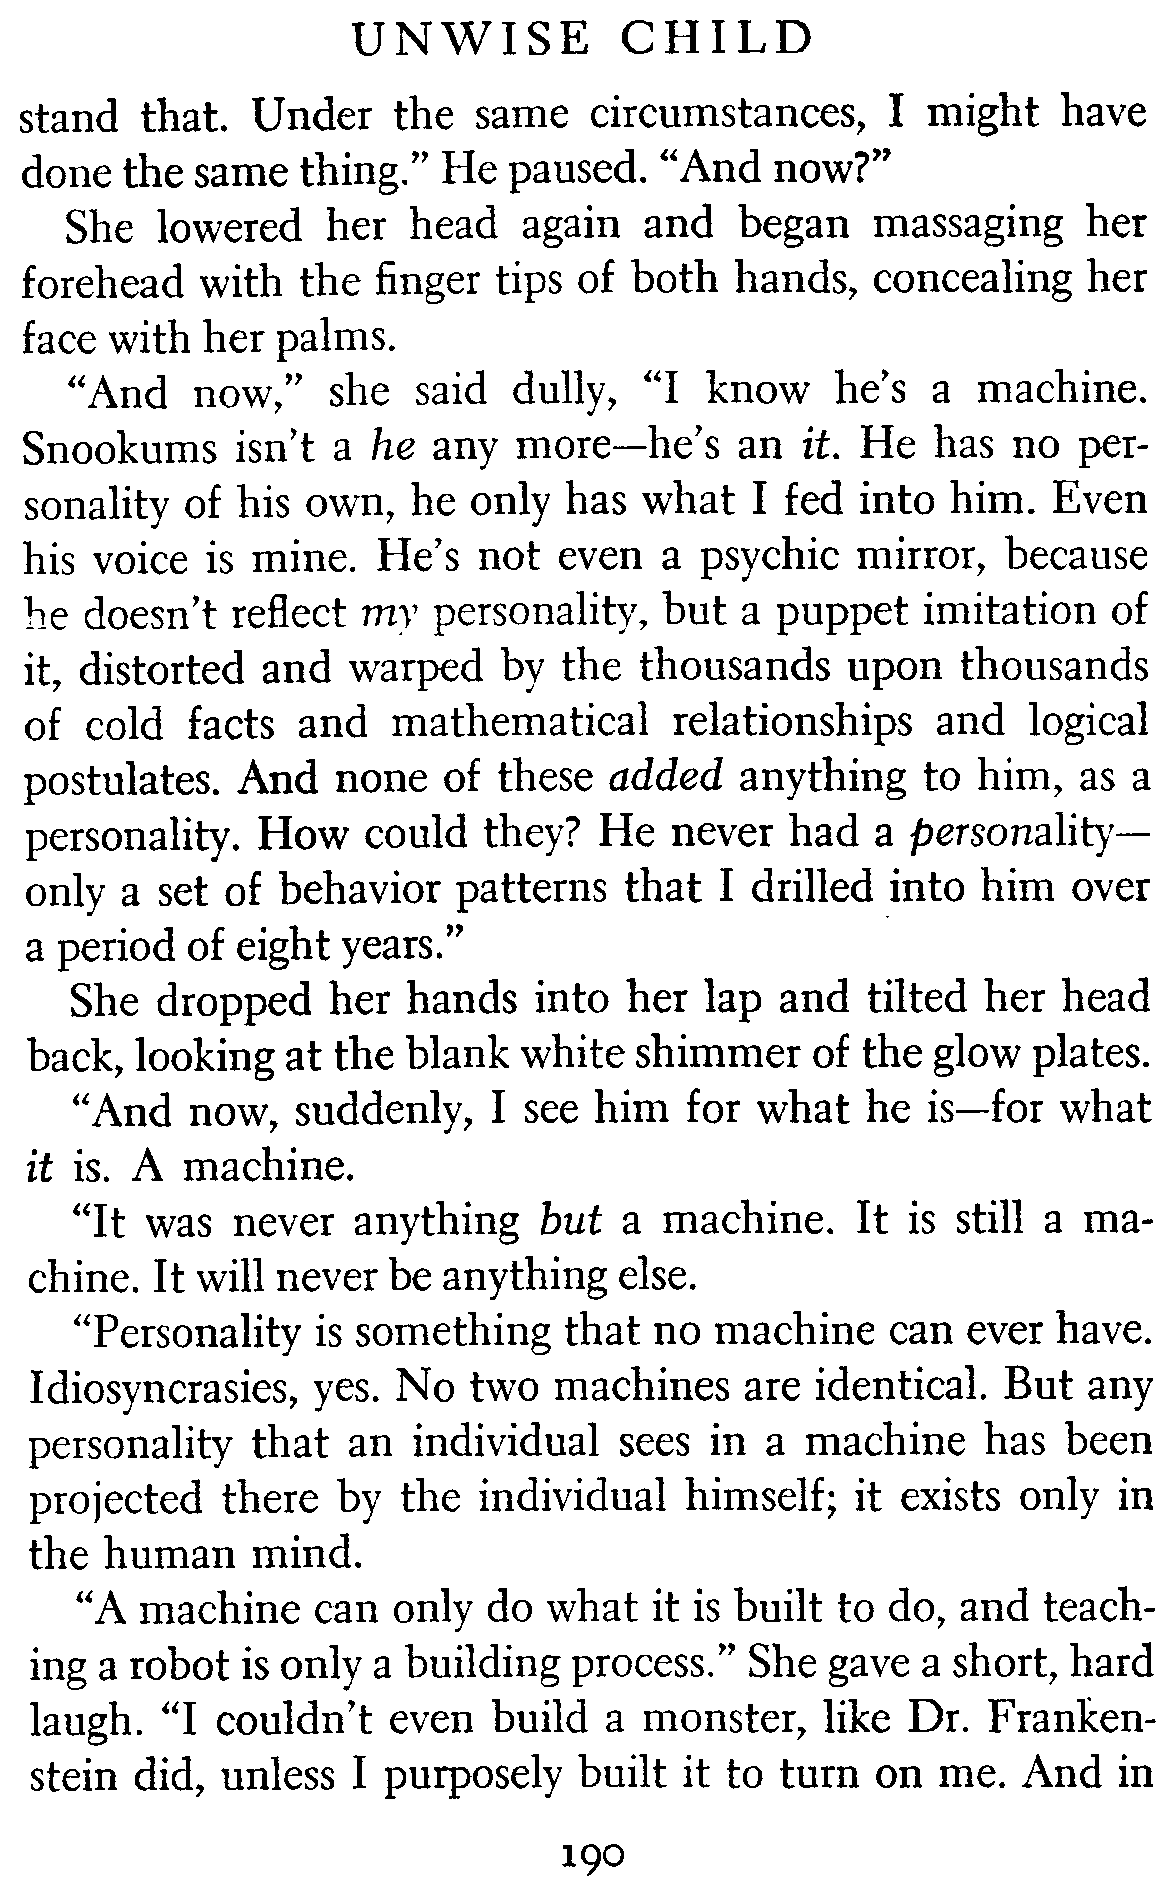 UNWISE CHILD
stand that. Under the same circumstances, I might have
done the same thing.” He paused. “And now?”
She lowered her head again and began massaging her
forehead with the finger tips of both hands, concealing her
face with her palms.
“And now,” she said dully, “I know he’s a machine.
Snookums isn’t a he any more—he’s an it. He has no per-
sonality of his own, he only has what I fed into him. Even
his voice is mine. He’s not even a psychic mirror, because
he doesn’t reflect my personality, but a puppet imitation of
it, distorted and warped by the thousands upon thousands
of cold facts and mathematical relationships and logical
postulates. And none of these added anything to him, as a
personality. How could they? He never had a personality—
only a set of behavior patterns that I drilled into him over
a period of eight years.”
She dropped her hands into her lap and tilted her head
back, looking at the blank white shimmer of the glow plates.
“And now, suddenly, I see him for what he is—for what
it is. A machine.
“It was never anything but a machine. It is still a ma-
chine. It will never be anything else.
“Personality is something that no machine can ever have.
Idiosyncrasies, yes. No two machines are identical. But any
personality that an individual sees in a machine has been
projected there by the individual himself; it exists only in
the human mind.
“A machine can only do what it is built to do, and teach-
ing a robot is only a building process.” She gave a short, hard
laugh. “I couldn’t even build a monster, like Dr. Franken-
stein did, unless I purposely built it to turn on me. And in
190